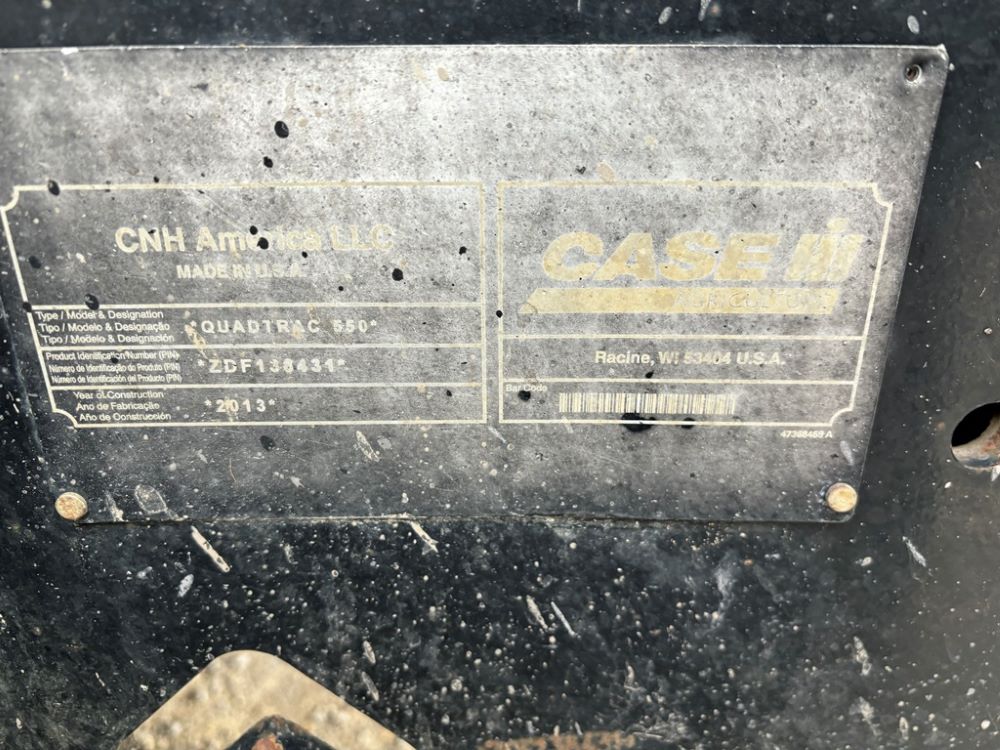 CNH America LLC
MADE IN U.S.A.
Type / Model & Designation
Tipo / Modelo & Designação
Tipo / Modelo & Designación
*QUADTRAC 550*
Product Identification Number (PIN)
Número de Identificação do Produto (PIN)
Número de Identificación del Producto (PIN)
*ZDF138431*
Year of Construction
Ano de Fabricação
Año de Construcción
*2013*
CASE IH
AGRICULTURE
Racine, WI 53404 U.S.A.
Bar Code